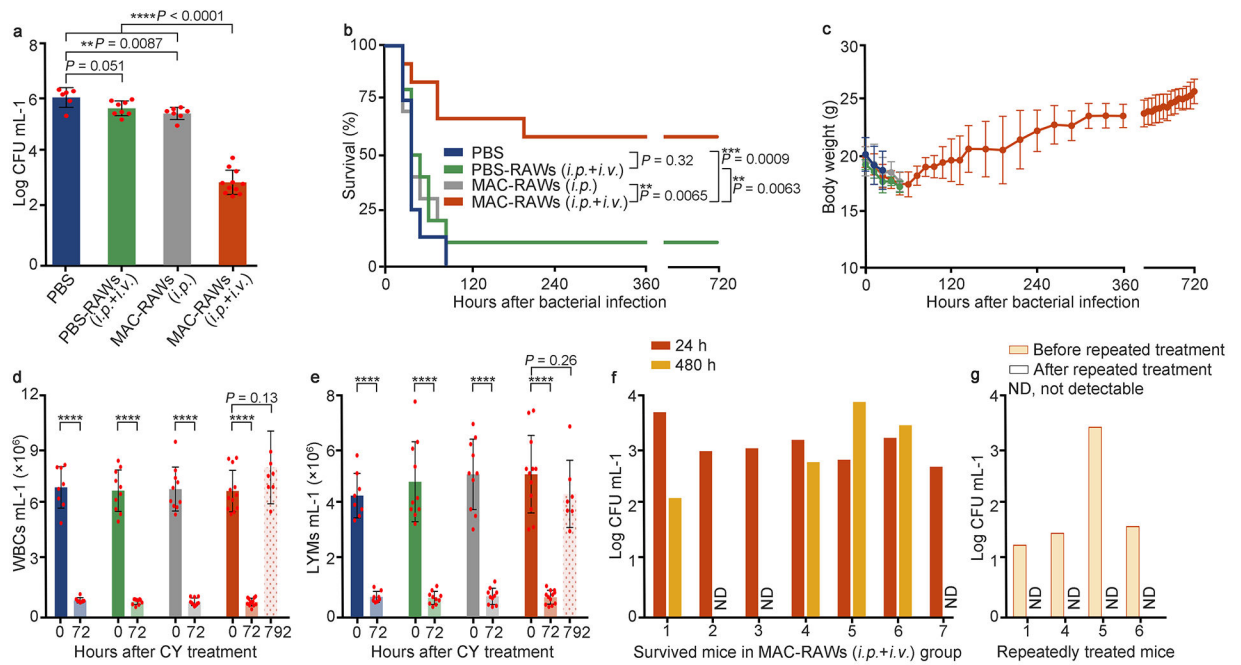 a
****P < 0.0001
**P = 0.0087
P = 0.051
Log CFU mL-1
8
6
4
2
0
PBS
PBS-RAWs (i.p.+i.v.)
MAC-RAWs (i.p.)
MAC-RAWs (i.p.+i.v.)
b
Survival (%)
100
75
50
25
0
PBS
PBS-RAWs (i.p.+i.v.)
MAC-RAWs (i.p.)
MAC-RAWs (i.p.+i.v.)
P = 0.32
**
P = 0.0065
***
P = 0.0009
**
P = 0.0063
0 120 240 360 720
Hours after bacterial infection
c
Body weight (g)
30
25
20
15
10
0 120 240 360 720
Hours after bacterial infection
d
WBCs mL-1 (×10⁶)
12
9
6
3
0
**** **** **** ****
P = 0.13
0 72 0 72 0 72 0 72 792
Hours after CY treatment
e
LYMs mL-1 (×10⁶)
8
6
4
2
0
**** **** **** ****
P = 0.26
0 72 0 72 0 72 0 72 792
Hours after CY treatment
24 h
480 h
f
Log CFU mL-1
4
3
2
1
0
ND ND ND
1 2 3 4 5 6 7
Survived mice in MAC-RAWs (i.p.+i.v.) group
g
Before repeated treatment
After repeated treatment
ND, not detectable
Log CFU mL-1
4
3
2
1
0
ND ND ND ND
1 4 5 6
Repeatedly treated mice